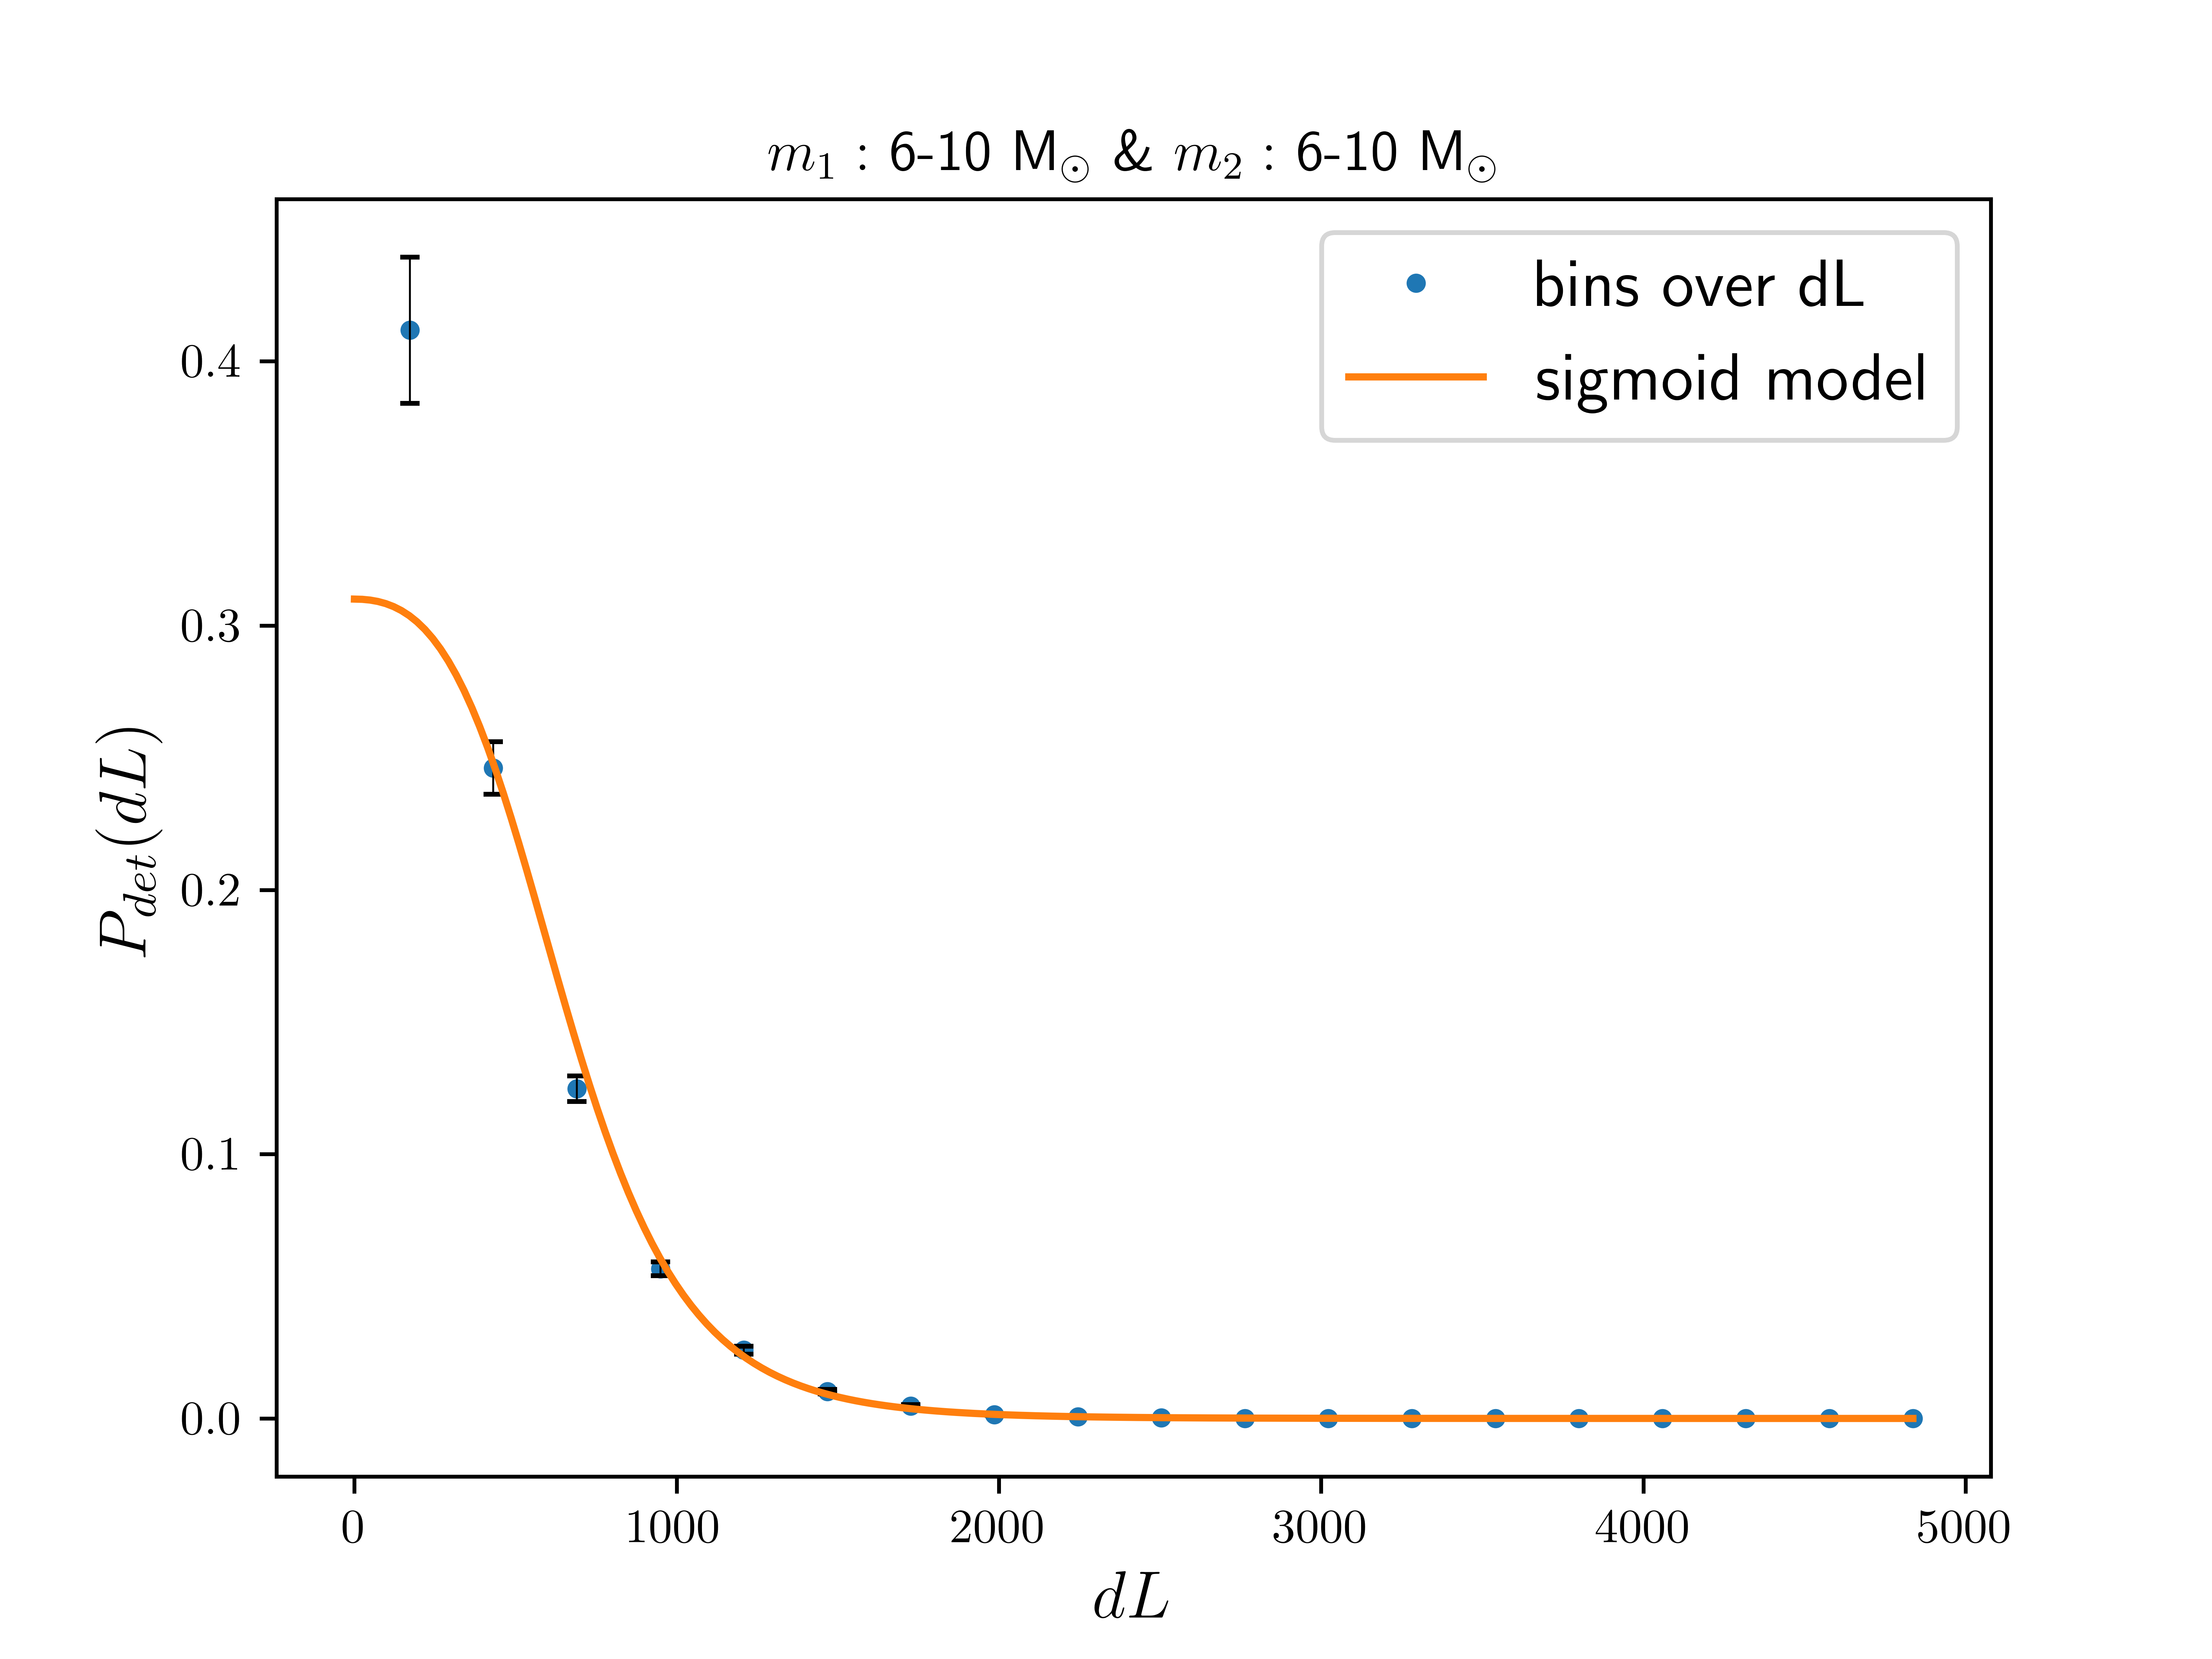 m₁ : 6-10 M⊙ & m₂ : 6-10 M⊙
bins over dL
sigmoid model
0.4
0.3
0.2
0.1
0.0
P_det(dL)
0 1000 2000 3000 4000 5000
dL